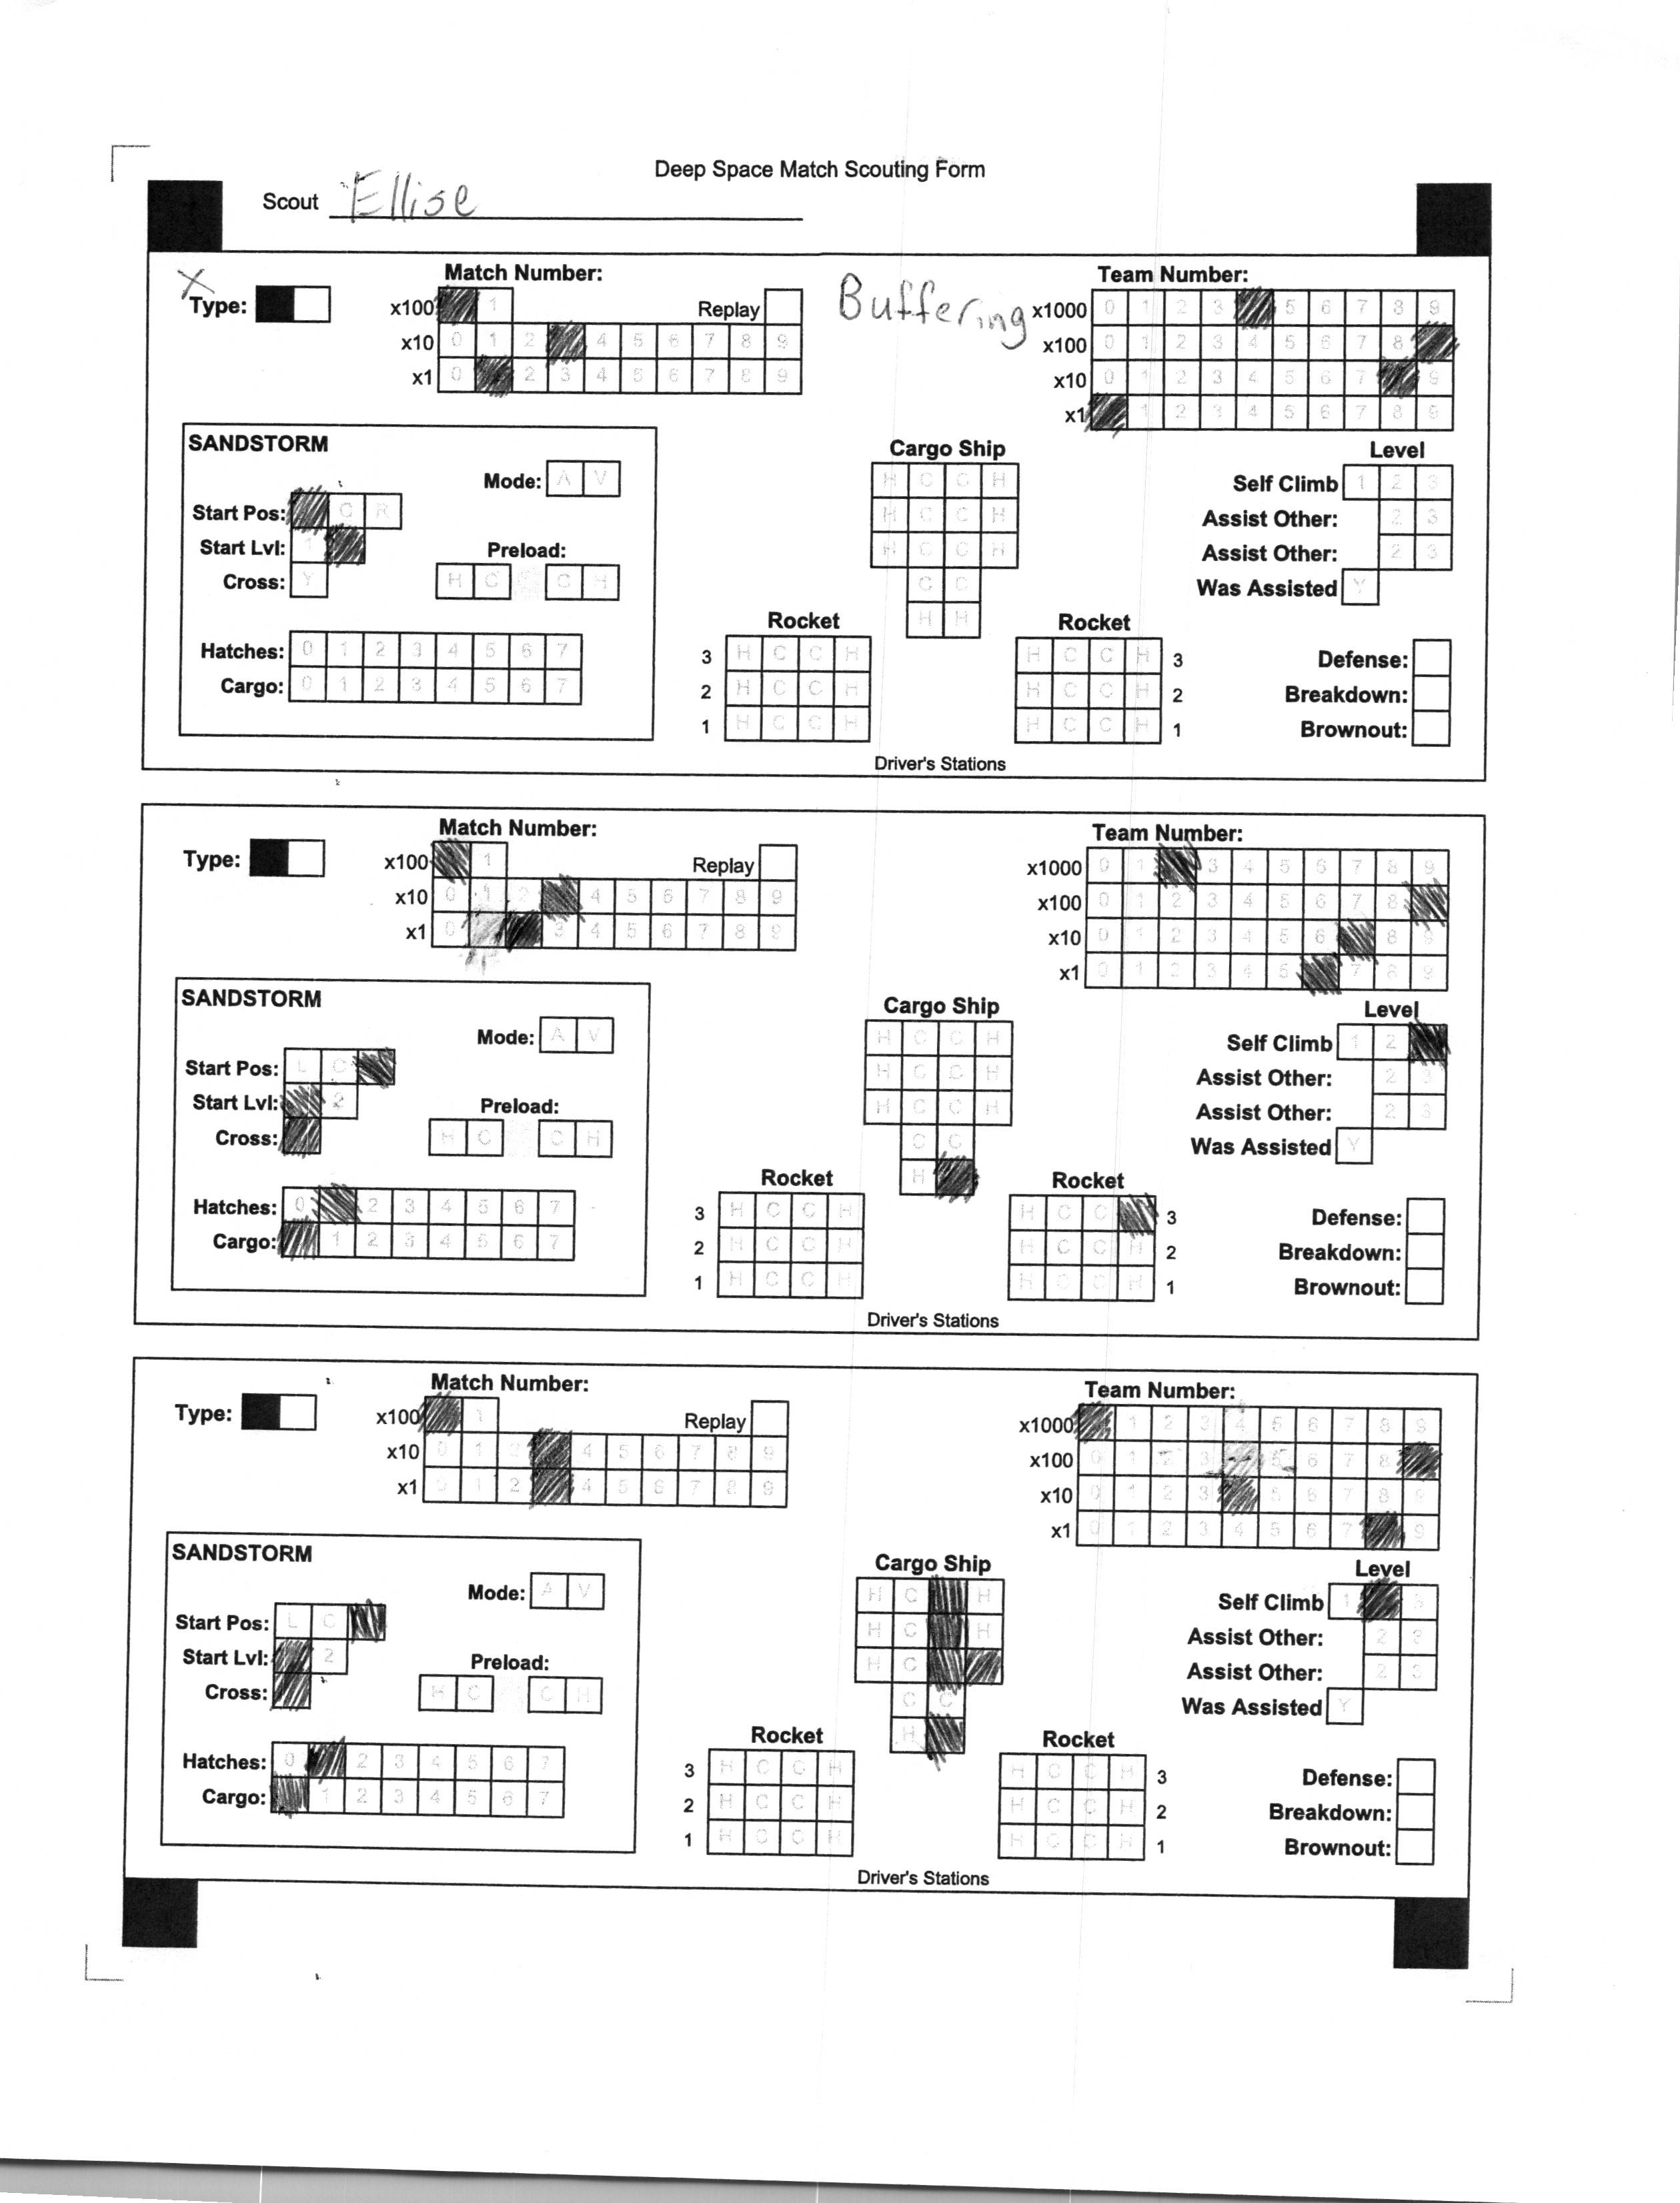 Deep Space Match Scouting Form
Scout Ellise
X
Type:
Match Number:
x100 1
Replay
x10 0 1 2 4 5 6 7 8 9
x1 0 2 3 4 5 6 7 8 9
Buffering
Team Number:
x1000 0 1 2 3 5 6 7 8 9
x100 0 1 2 3 4 5 6 7 8
x10 0 1 2 3 4 5 6 7 9
x1 1 2 3 4 5 6 7 8 9
SANDSTORM
Mode: A V
Start Pos: C R
Start Lvl: 1
Preload:
Cross: Y
H C C H
Hatches: 0 1 2 3 4 5 6 7
Cargo: 0 1 2 3 4 5 6 7
Cargo Ship
H C C H
H C C H
H C C H
C C
H H
Rocket
3 H C C H
2 H C C H
1 H C C H
Rocket
H C C H 3
H C C H 2
H C C H 1
Driver's Stations
Level
Self Climb 1 2 3
Assist Other: 2 3
Assist Other: 2 3
Was Assisted Y
Defense:
Breakdown:
Brownout:
Type:
Match Number:
x100 1
Replay
x10 0 1 2 4 5 6 7 8 9
x1 0 3 4 5 6 7 8 9
Team Number:
x1000 0 1 3 4 5 6 7 8 9
x100 0 1 2 3 4 5 6 7 8
x10 0 1 2 3 4 5 6 8 9
x1 0 1 2 3 4 5 7 8 9
SANDSTORM
Mode: A V
Start Pos: L C
Start Lvl: 2
Preload:
Cross:
H C C H
Hatches: 0 2 3 4 5 6 7
Cargo: 1 2 3 4 5 6 7
Cargo Ship
H C C H
H C C H
H C C H
C C
H
Rocket
3 H C C H
2 H C C H
1 H C C H
Rocket
H C C 3
H C C H 2
H C C H 1
Driver's Stations
Level
Self Climb 1 2
Assist Other: 2 3
Assist Other: 2 3
Was Assisted Y
Defense:
Breakdown:
Brownout:
Type:
Match Number:
x100 1
Replay
x10 0 1 2 4 5 6 7 8 9
x1 0 1 2 4 5 6 7 8 9
Team Number:
x1000 1 2 3 4 5 6 7 8 9
x100 0 1 2 3 5 6 7 8
x10 0 1 2 3 5 6 7 8 9
x1 0 1 2 3 4 5 6 7 9
SANDSTORM
Mode: A V
Start Pos: L C
Start Lvl: 2
Preload:
Cross:
H C C H
Hatches: 0 2 3 4 5 6 7
Cargo: 1 2 3 4 5 6 7
Cargo Ship
H C H
H C H
H C
C C
H
Rocket
3 H C C H
2 H C C H
1 H C C H
Rocket
H C C H 3
H C C H 2
H C C H 1
Driver's Stations
Level
Self Climb 1 3
Assist Other: 2 3
Assist Other: 2 3
Was Assisted Y
Defense:
Breakdown:
Brownout: